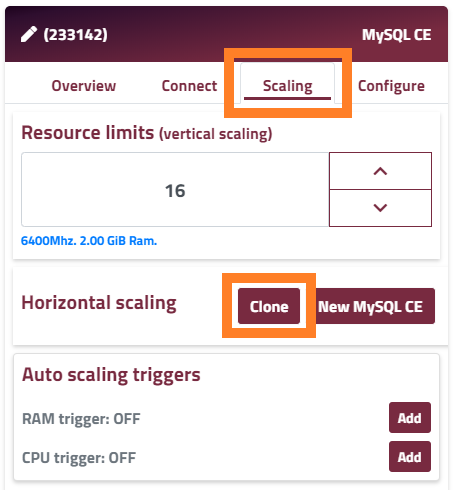 (233142) MySQL CE
Overview Connect Scaling Configure
Resource limits (vertical scaling)
16
6400Mhz. 2.00 GiB Ram.
Horizontal scaling Clone New MySQL CE
Auto scaling triggers
RAM trigger: OFF Add
CPU trigger: OFF Add